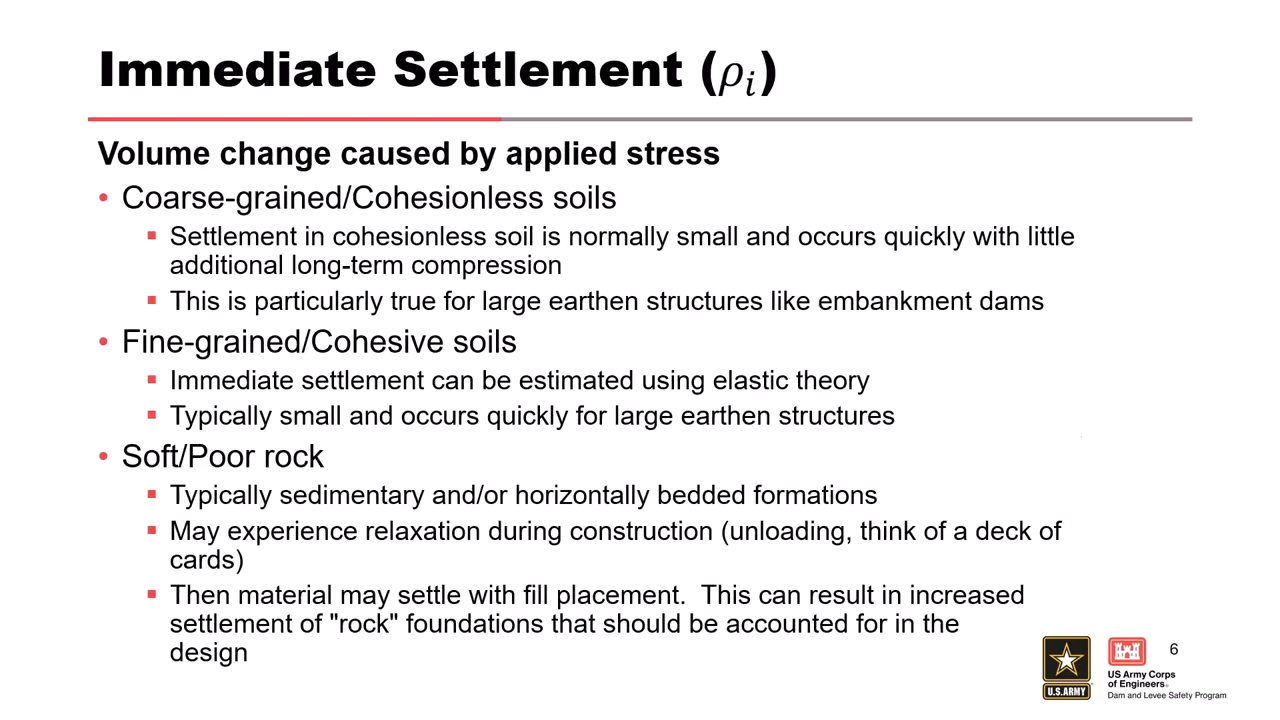 Immediate Settlement (ρᵢ)
Volume change caused by applied stress
• Coarse-grained/Cohesionless soils
▪ Settlement in cohesionless soil is normally small and occurs quickly with little
additional long-term compression
▪ This is particularly true for large earthen structures like embankment dams
• Fine-grained/Cohesive soils
▪ Immediate settlement can be estimated using elastic theory
▪ Typically small and occurs quickly for large earthen structures
• Soft/Poor rock
▪ Typically sedimentary and/or horizontally bedded formations
▪ May experience relaxation during construction (unloading, think of a deck of
cards)
▪ Then material may settle with fill placement.  This can result in increased
settlement of "rock" foundations that should be accounted for in the
design
U.S.ARMY
US Army Corps
of Engineers®
Dam and Levee Safety Program
6